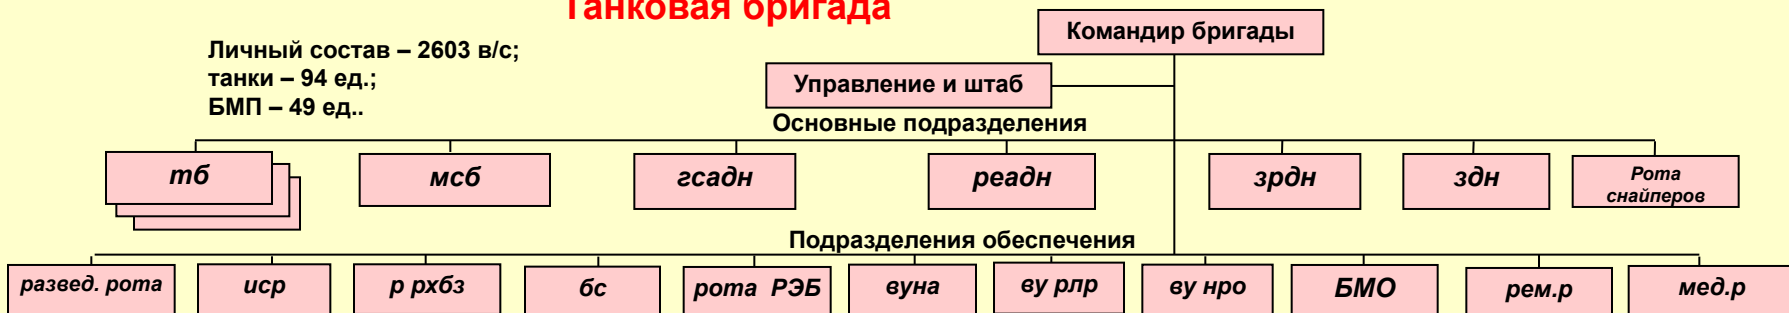 Танковая бригада
Командир бригады
Личный состав – 2603 в/с;
танки – 94 ед.;
БМП – 49 ед..
Управление и штаб
Основные подразделения
тб
мсб
гсадн
реадн
зрдн
здн
Рота
снайперов
Подразделения обеспечения
развед. рота
иср
р рхбз
бс
рота РЭБ
вуна
ву рлр
ву нро
БМО
рем.р
мед.р